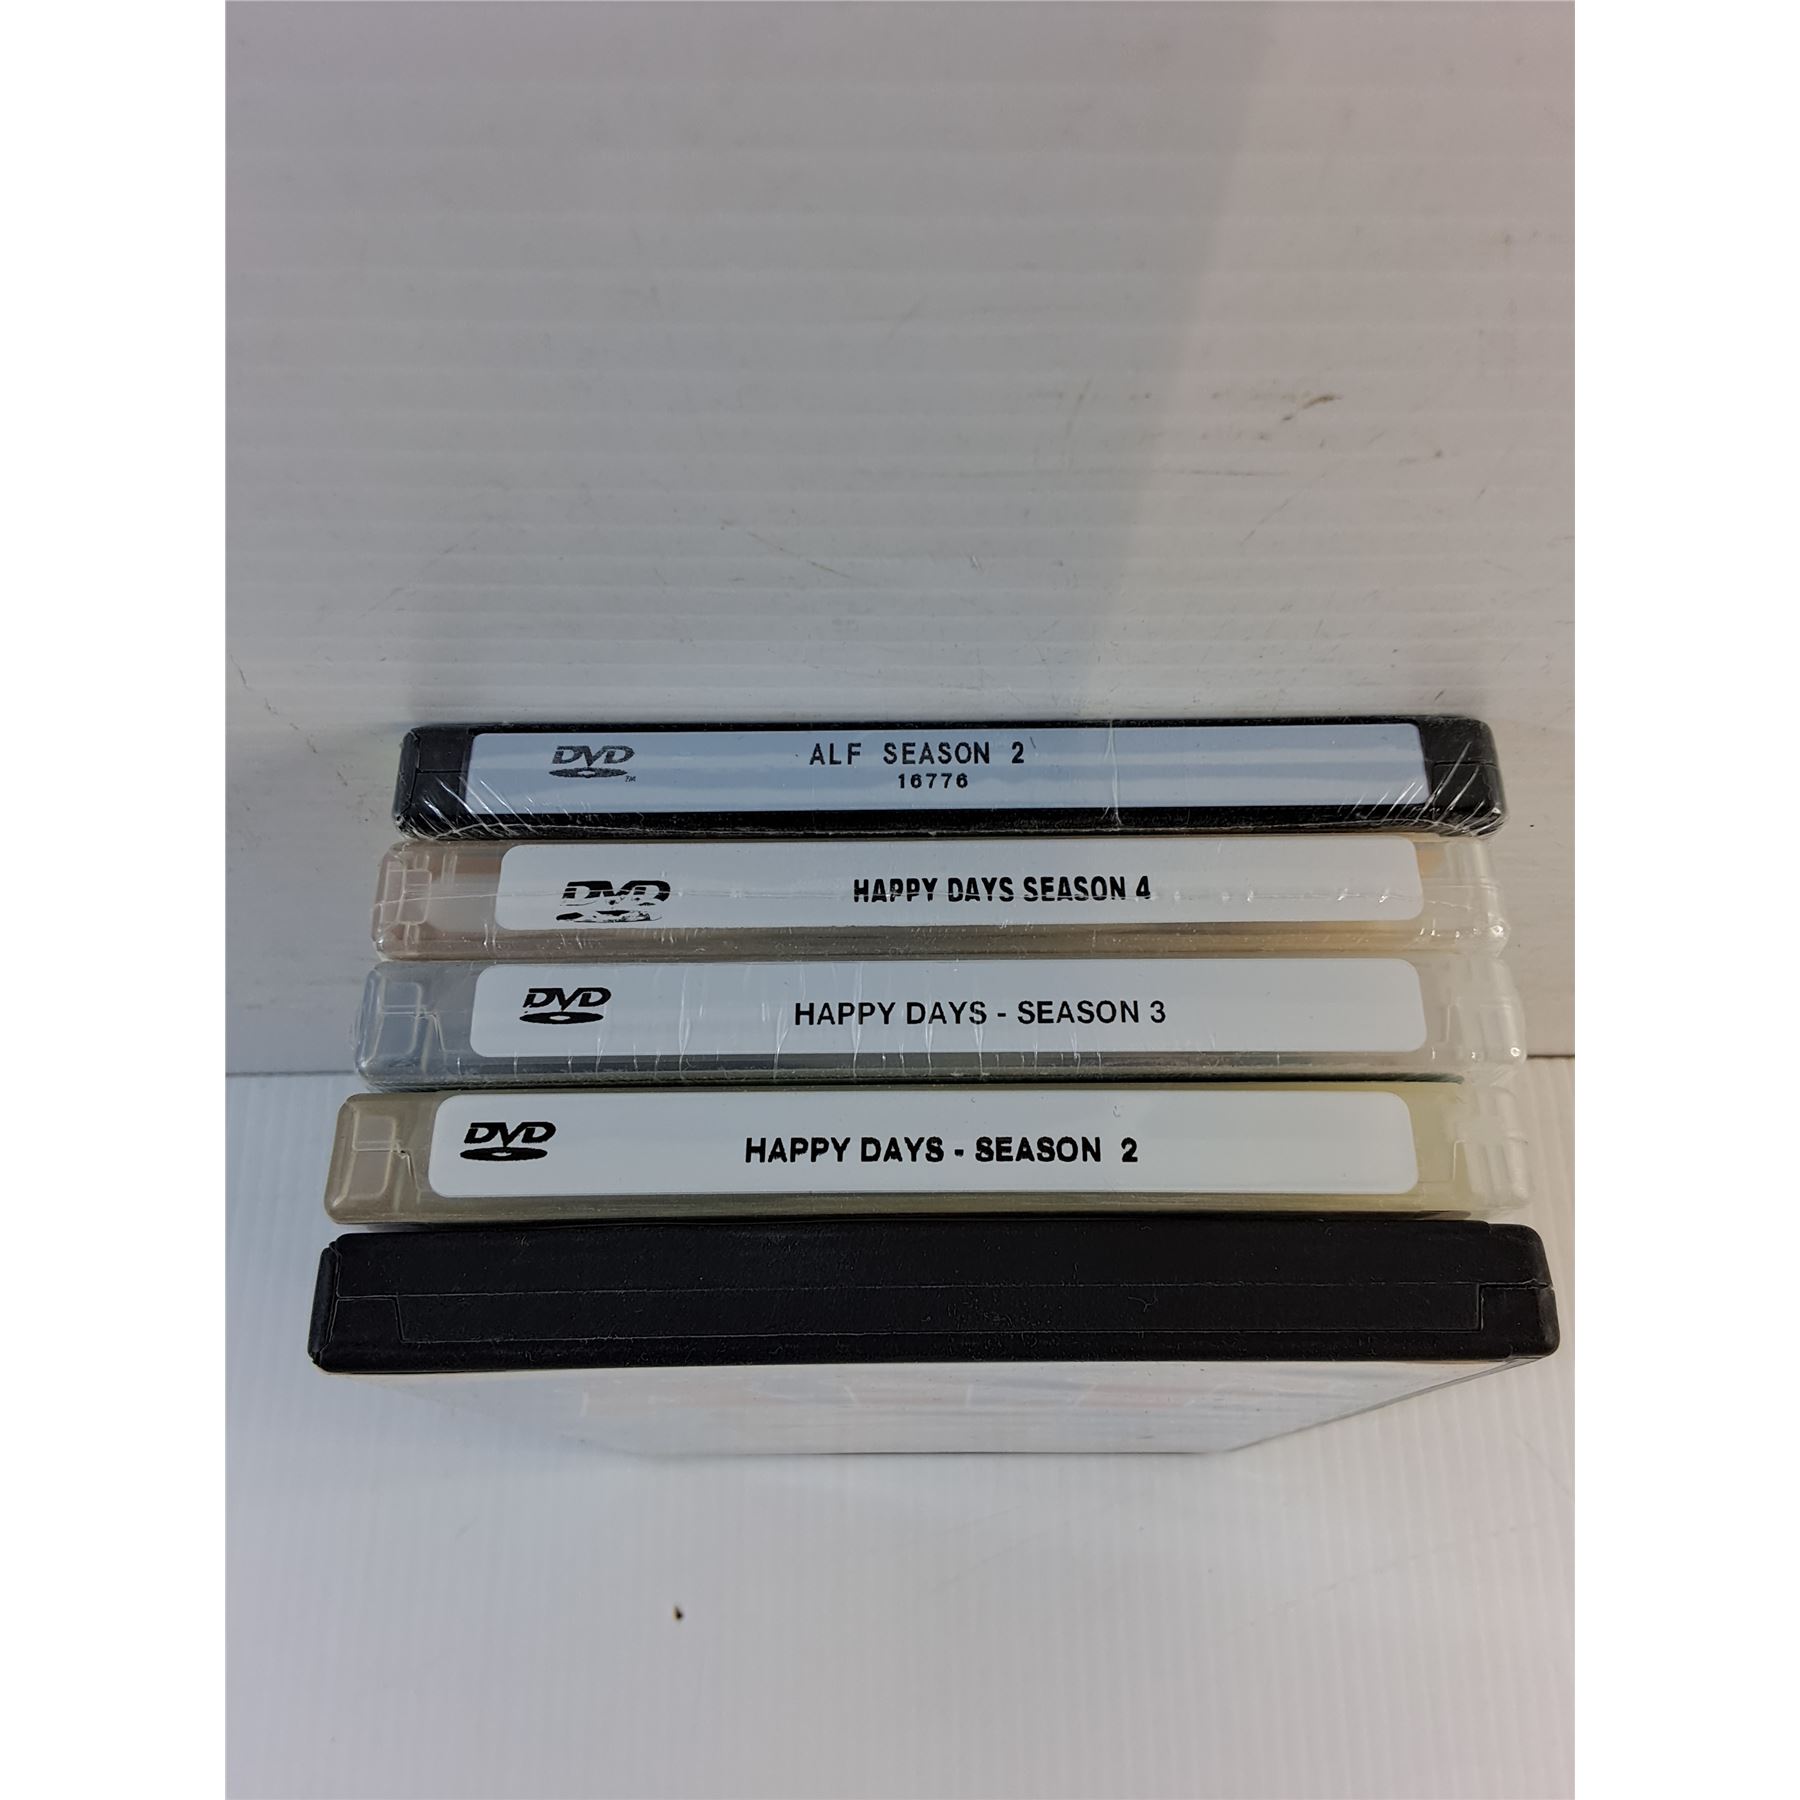 DVD ALF SEASON 2
TM 16776
DVD HAPPY DAYS SEASON 4
DVD HAPPY DAYS - SEASON 3
DVD HAPPY DAYS - SEASON 2